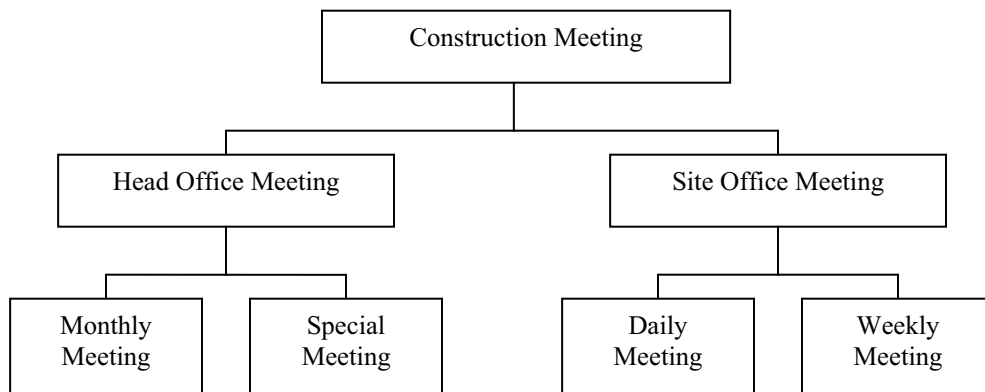 Construction Meeting
Head Office Meeting
Site Office Meeting
Monthly
Meeting
Special
Meeting
Daily
Meeting
Weekly
Meeting